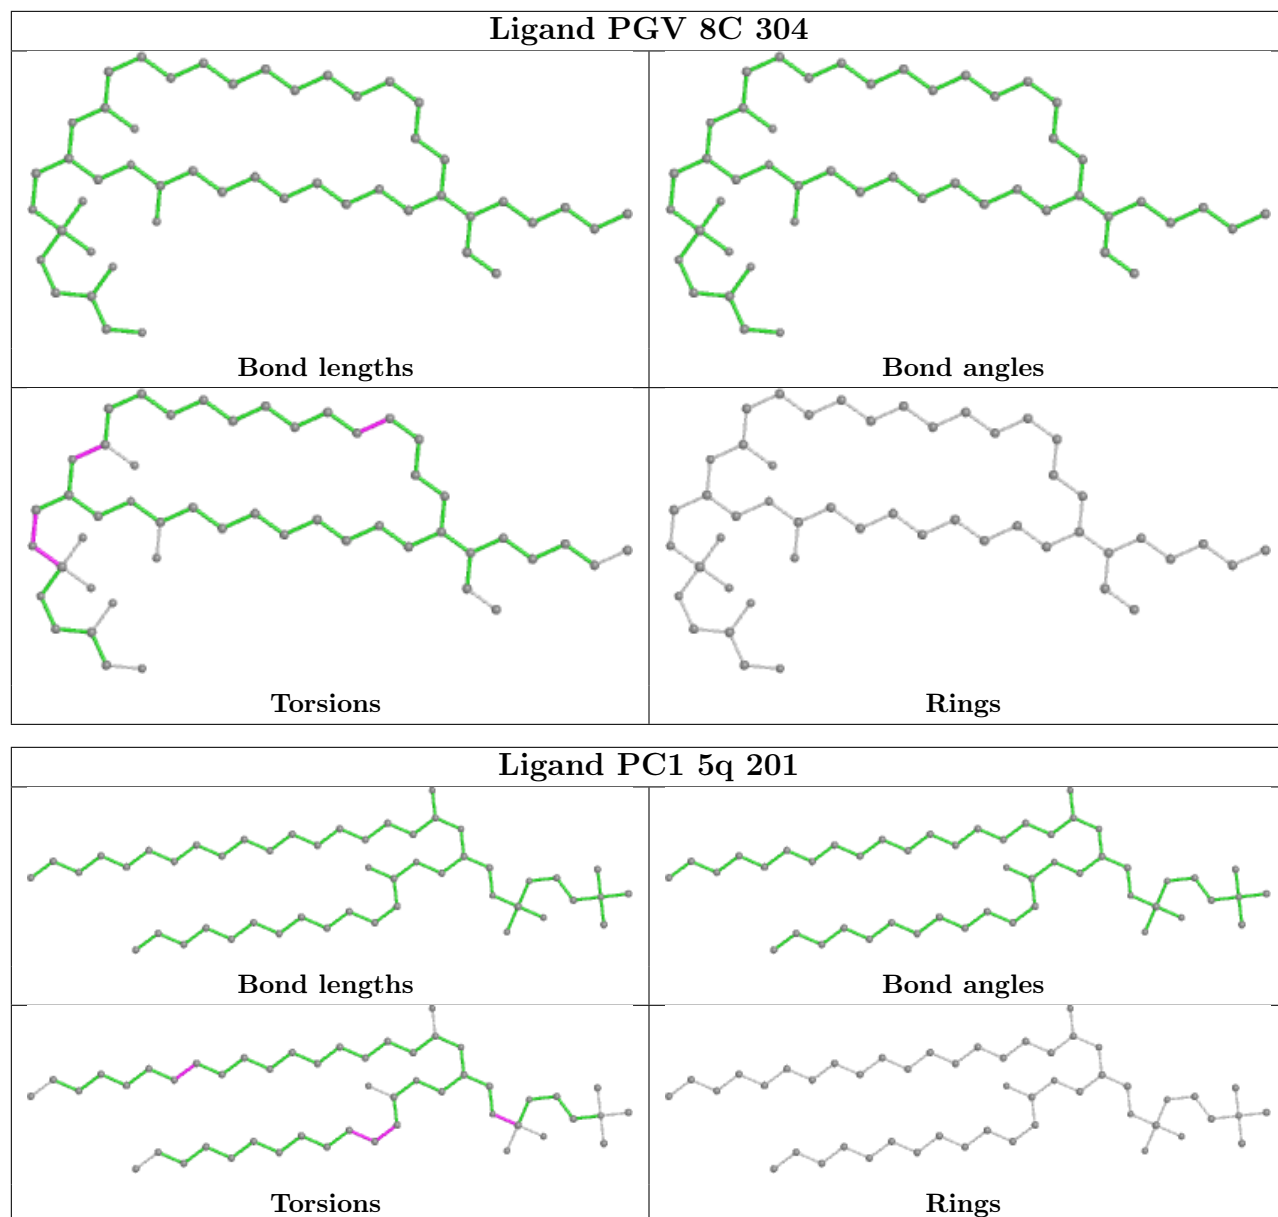 Ligand PGV 8C 304
Bond lengths
Bond angles
Torsions
Rings
Ligand PC1 5q 201
Bond lengths
Bond angles
Torsions
Rings